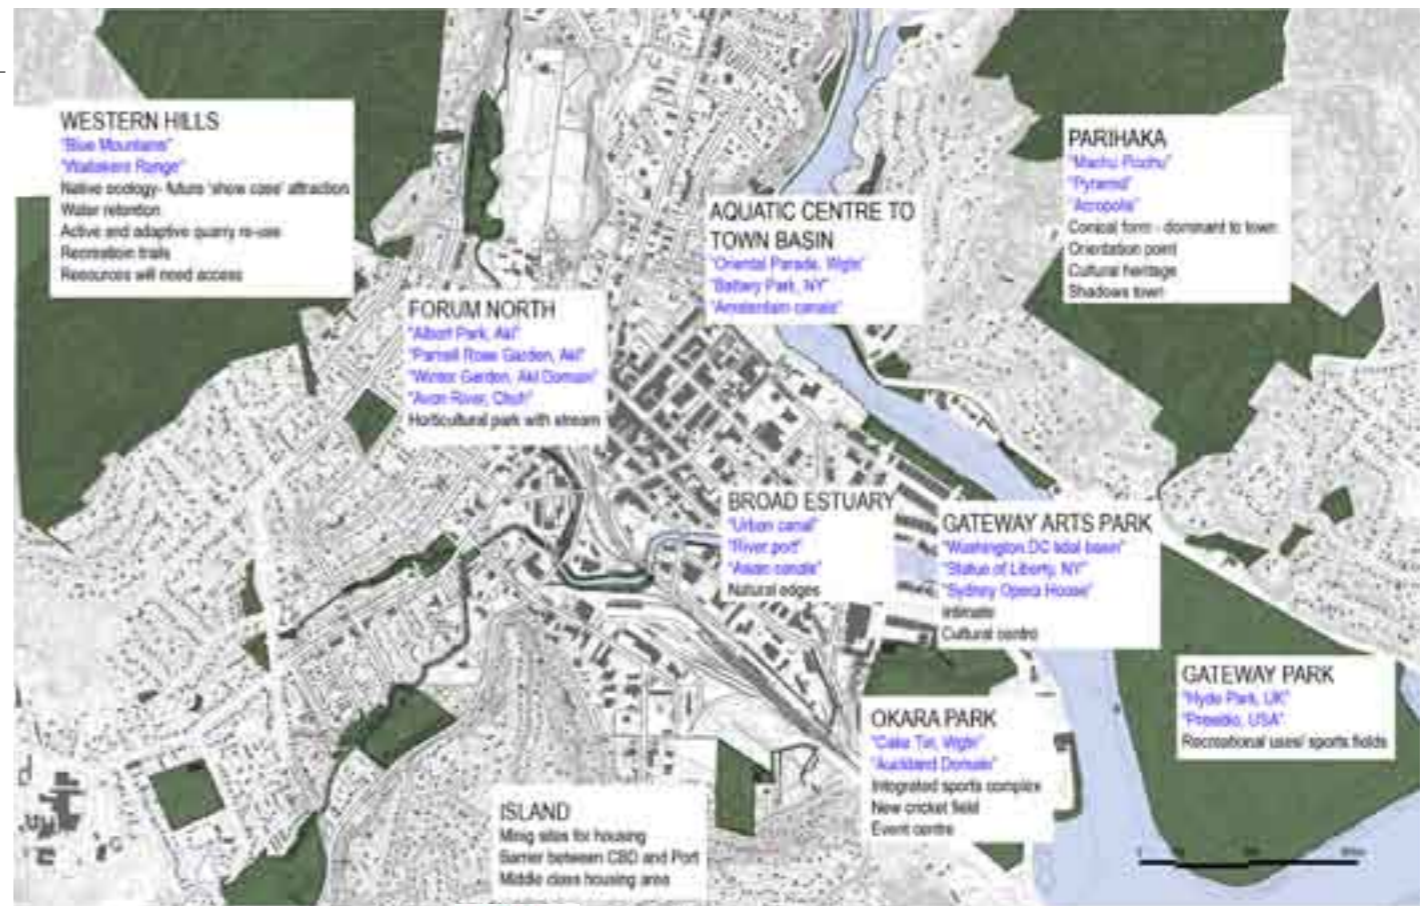 WESTERN HILLS
"Blue Mountains"
"Waitakere Range"
Native ecology- future 'show case' attraction
Water retention
Active and adaptive quarry re-use
Recreation trails
Resources will need access
PARIHAKA
"Machu Picchu"
"Pyramid"
"Acropolis"
Conical form - dominant to town
Orientation point
Cultural heritage
Shadows town
AQUATIC CENTRE TO
TOWN BASIN
"Oriental Parade, Wgtn"
"Battery Park, NY"
"Amsterdam canals"
FORUM NORTH
"Albert Park, Akl"
"Parnell Rose Garden, Akl"
"Winter Garden, Akl Domain"
"Avon River, Chch"
Horticultural park with stream
BROAD ESTUARY
"Urban canal"
"River port"
"Asian canals"
Natural edges
GATEWAY ARTS PARK
"Washington DC tidal basin"
"Statue of Liberty, NY"
"Sydney Opera House"
Intimate
Cultural centre
GATEWAY PARK
"Hyde Park, UK"
"Presidio, USA"
Recreational uses/ sports fields
OKARA PARK
"Cake Tin, Wgtn"
"Auckland Domain"
Integrated sports complex
New cricket field
Event centre
ISLAND
sites for housing
Barrier between CBD and Port
Middle class housing area